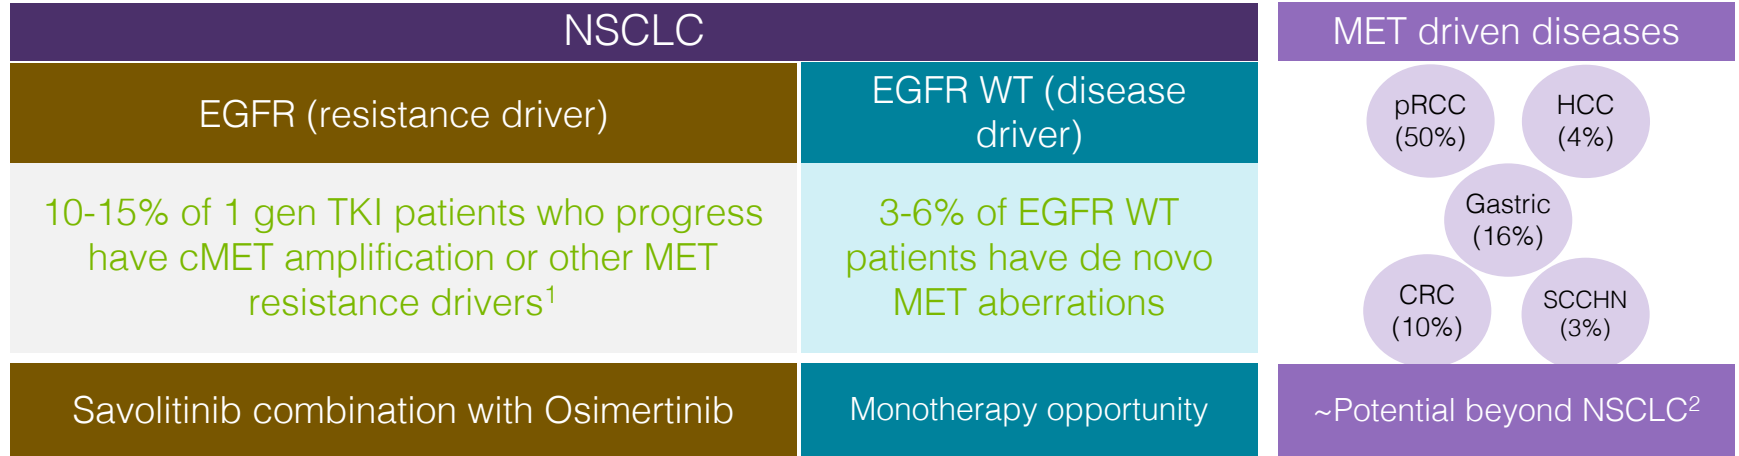 NSCLC
EGFR (resistance driver)
EGFR WT (disease
driver)
10-15% of 1 gen TKI patients who progress
have cMET amplification or other MET
resistance drivers¹
3-6% of EGFR WT
patients have de novo
MET aberrations
Savolitinib combination with Osimertinib
Monotherapy opportunity
MET driven diseases
pRCC
(50%)
HCC
(4%)
Gastric
(16%)
CRC
(10%)
SCCHN
(3%)
~Potential beyond NSCLC²